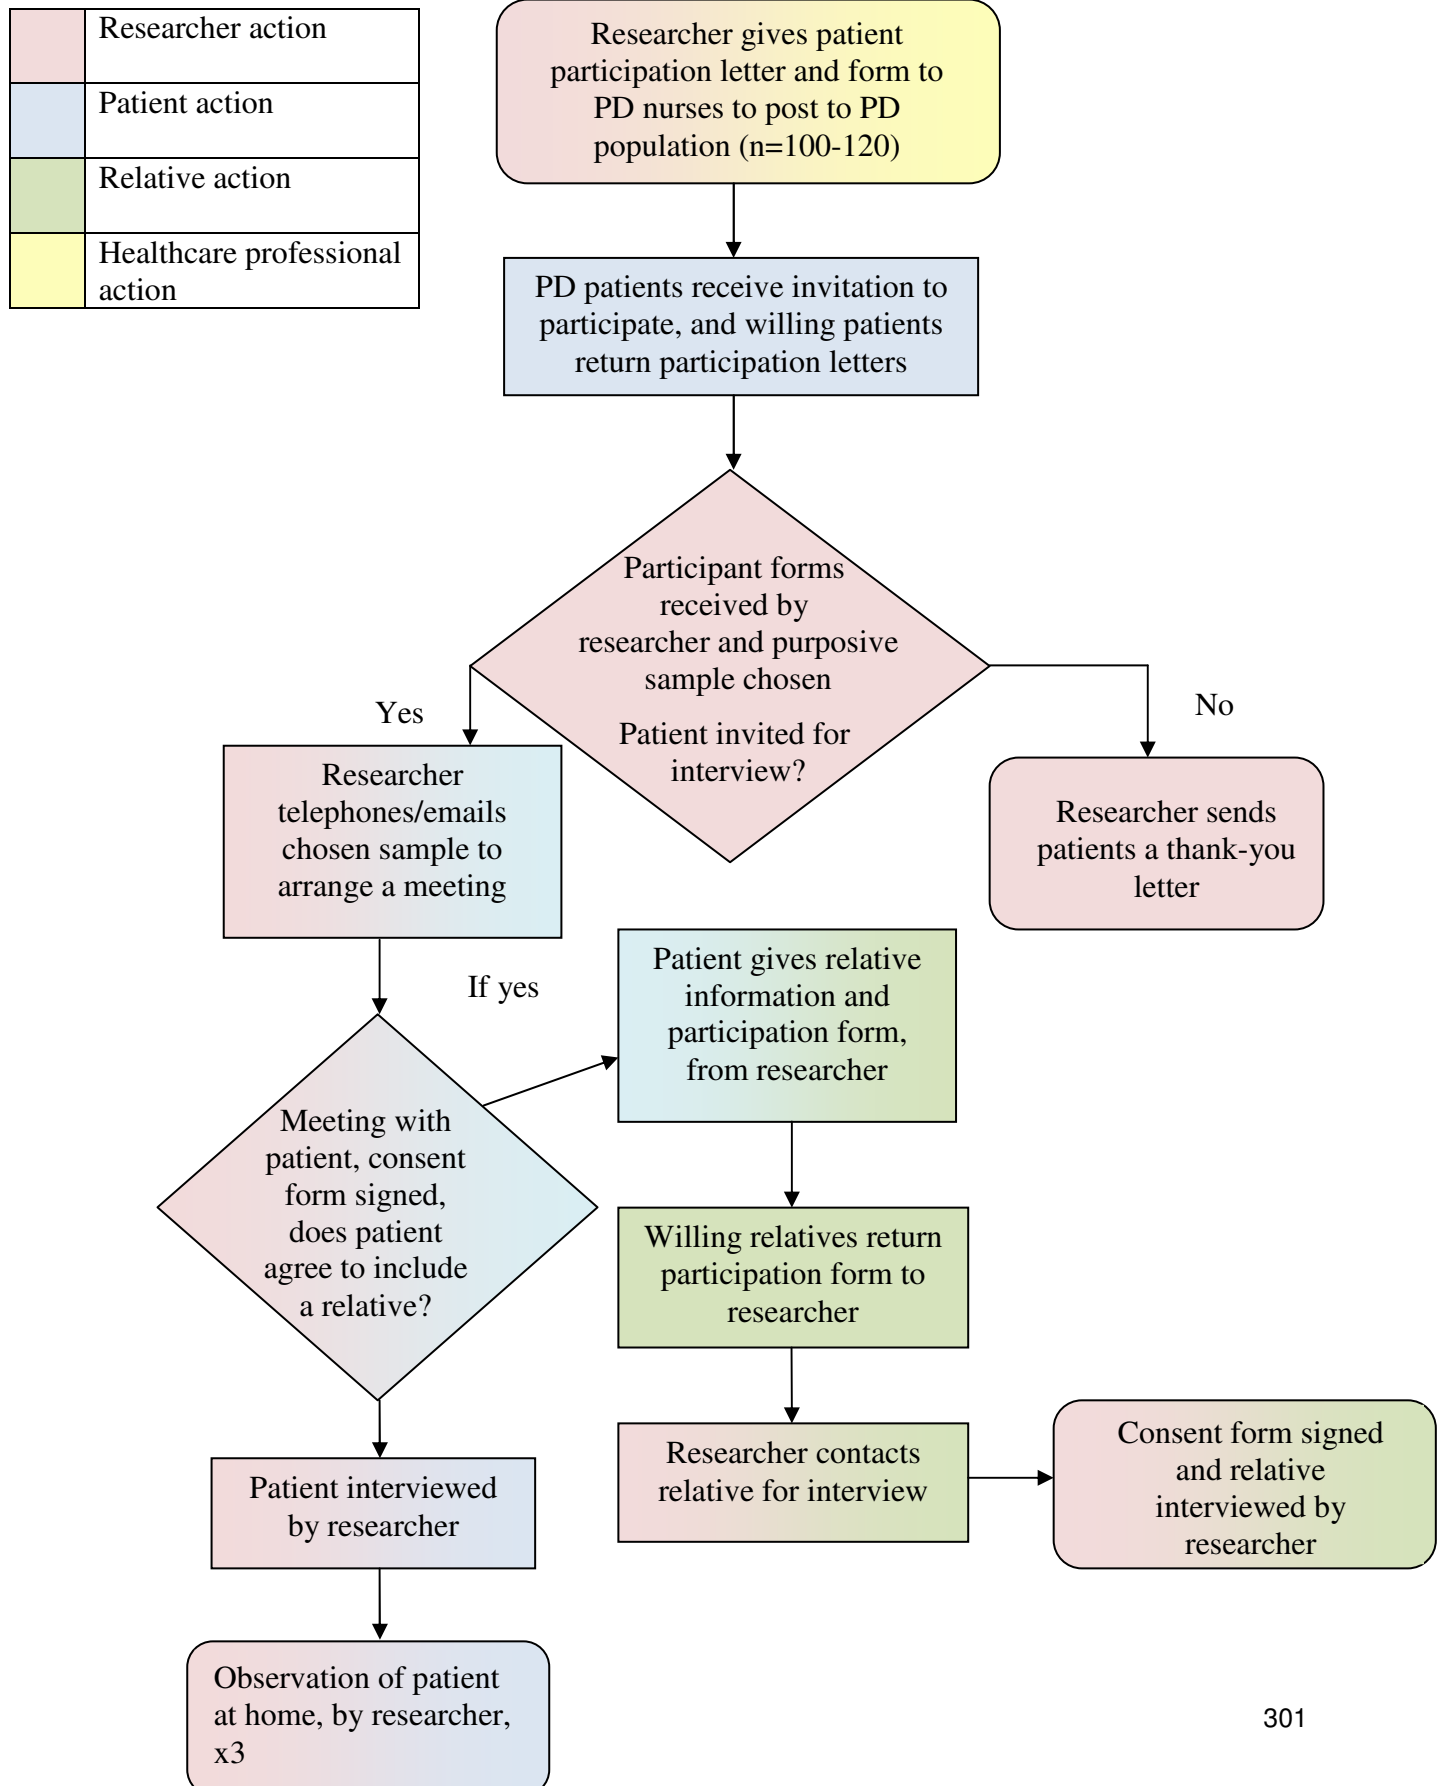 Researcher action
Patient action
Relative action
Healthcare professional
action
Researcher gives patient
participation letter and form to
PD nurses to post to PD
population (n=100-120)
PD patients receive invitation to
participate, and willing patients
return participation letters
Participant forms
received by
researcher and purposive
sample chosen
Patient invited for
interview?
Yes
No
Researcher
telephones/emails
chosen sample to
arrange a meeting
Researcher sends
patients a thank-you
letter
If yes
Patient gives relative
information and
participation form,
from researcher
Meeting with
patient, consent
form signed,
does patient
agree to include
a relative?
Willing relatives return
participation form to
researcher
Researcher contacts
relative for interview
Consent form signed
and relative
interviewed by
researcher
Patient interviewed
by researcher
Observation of patient
at home, by researcher,
x3
301